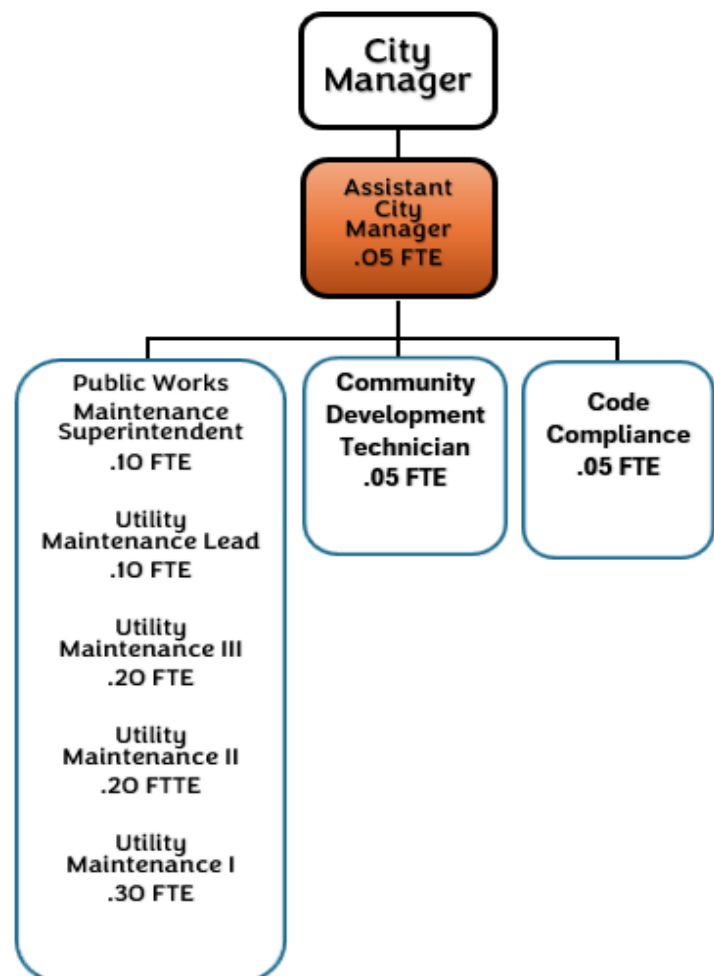 City
Manager
Assistant
City
Manager
.05 FTE
Public Works
Maintenance
Superintendent
.10 FTE
Utility
Maintenance Lead
.10 FTE
Utility
Maintenance III
.20 FTE
Utility
Maintenance II
.20 FTTE
Utility
Maintenance I
.30 FTE
Community
Development
Technician
.05 FTE
Code
Compliance
.05 FTE